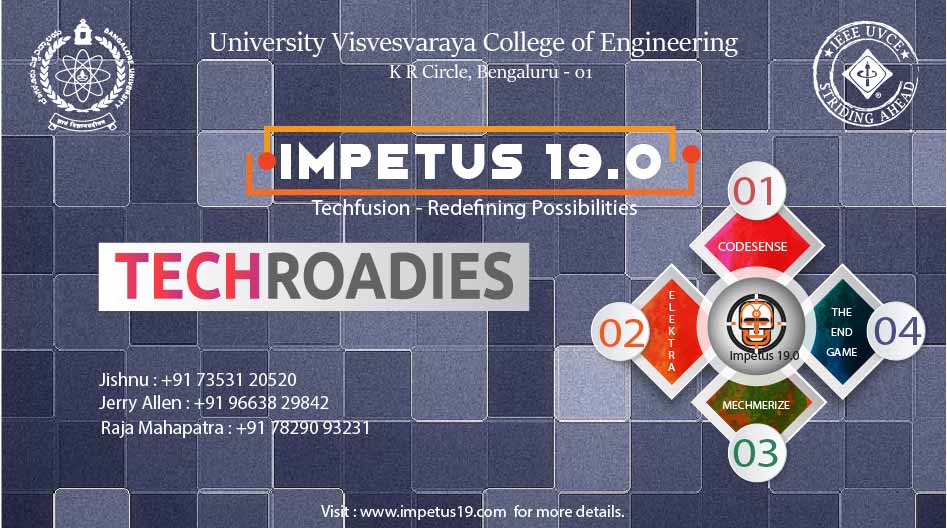 University Visvesvaraya College of Engineering
K R Circle, Bengaluru - 01
BANGALORE UNIVERSITY
IEEE UVCE
STRIDING AHEAD
IMPETUS 19.0
Techfusion - Redefining Possibilities
TECHROADIES
01
CODESENSE
02
ELEKTRA
Impetus 19.0
THE
END
GAME
04
MECHMERIZE
03
Jishnu : +91 73531 20520
Jerry Allen : +91 96638 29842
Raja Mahapatra : +91 78290 93231
Visit : www.impetus19.com for more details.